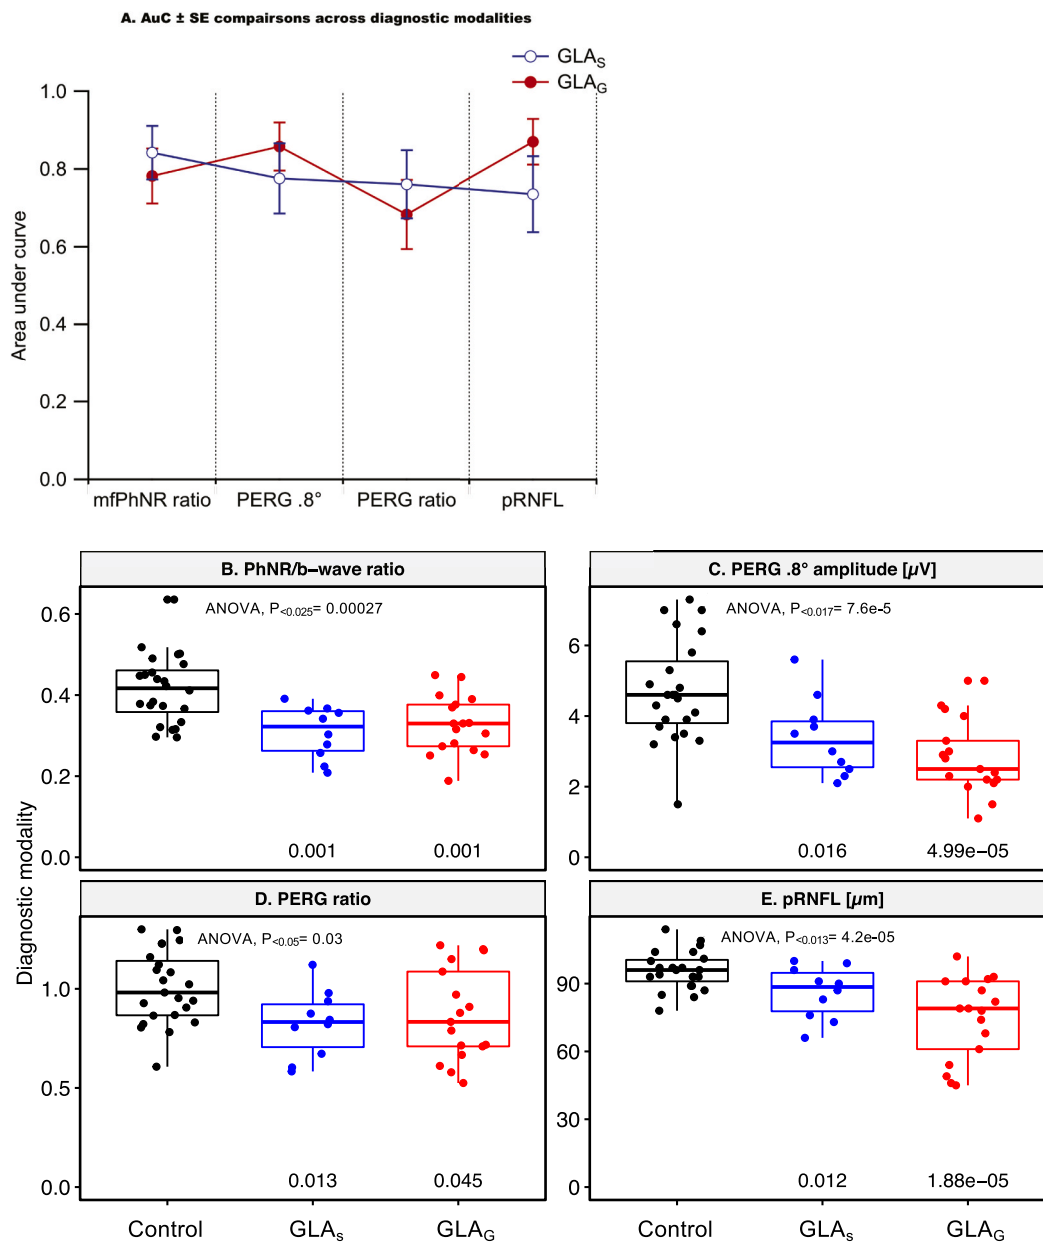 A. AuC ± SE compairsons across diagnostic modalities
GLAS
GLAG
1.0
0.8
0.6
0.4
0.2
0.0
Area under curve
mfPhNR ratio PERG .8° PERG ratio pRNFL
Diagnostic modality
B. PhNR/b−wave ratio
ANOVA, P<0.025= 0.00027
0.6
0.4
0.2
0.0
0.001 0.001
C. PERG .8° amplitude [µV]
ANOVA, P<0.017= 7.6e-5
6
4
2
0
0.016 4.99e−05
D. PERG ratio
ANOVA, P<0.05= 0.03
1.0
0.5
0.0
0.013 0.045
Control GLAs GLAG
E. pRNFL [µm]
ANOVA, P<0.013= 4.2e-05
90
60
30
0
0.012 1.88e−05
Control GLAs GLAG